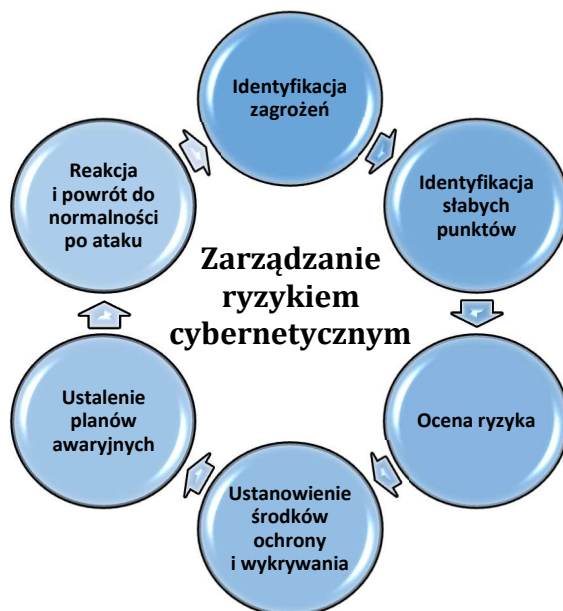 Identyfikacja
zagrożeń
Identyfikacja
słabych
punktów
Ocena ryzyka
Ustanowienie
środków
ochrony
i wykrywania
Ustalenie
planów
awaryjnych
Reakcja
i powrót do
normalności
po ataku
Zarządzanie
ryzykiem
cybernetycznym